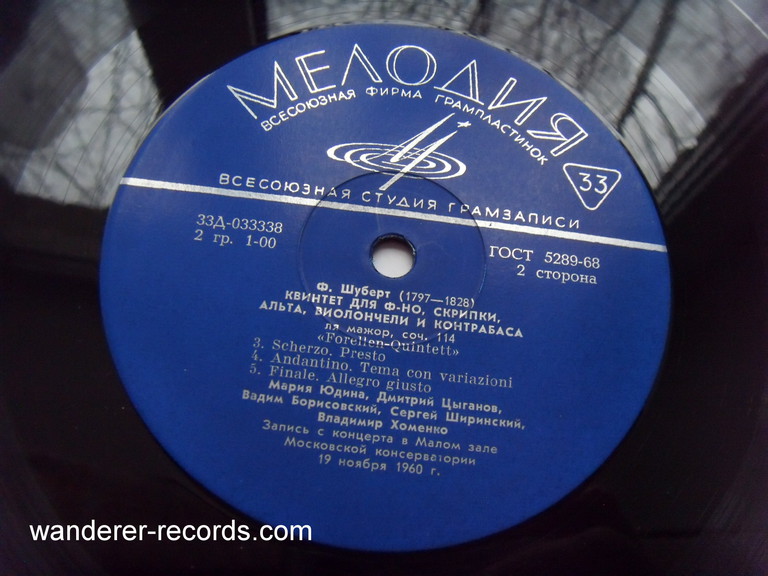 МЕЛОДИЯ
ВСЕСОЮЗНАЯ ФИРМА ГРАМПЛАСТИНОК
33
ВСЕСОЮЗНАЯ СТУДИЯ ГРАМЗАПИСИ
33Д-033338
2 гр. 1-00
ГОСТ 5289-68
2 сторона
Ф. Шуберт (1797—1828)
КВИНТЕТ ДЛЯ Ф-НО, СКРИПКИ,
АЛЬТА, ВИОЛОНЧЕЛИ И КОНТРАБАСА
ля мажор, соч. 114
«Forellen-Quintett»
3. Scherzo. Presto
4. Andantino. Tema con variazioni
5. Finale. Allegro giusto
Мария Юдина, Дмитрий Цыганов,
Вадим Борисовский, Сергей Ширинский,
Владимир Хоменко
Запись с концерта в Малом зале
Московской консерватории
19 ноября 1960 г.
wanderer-records.com